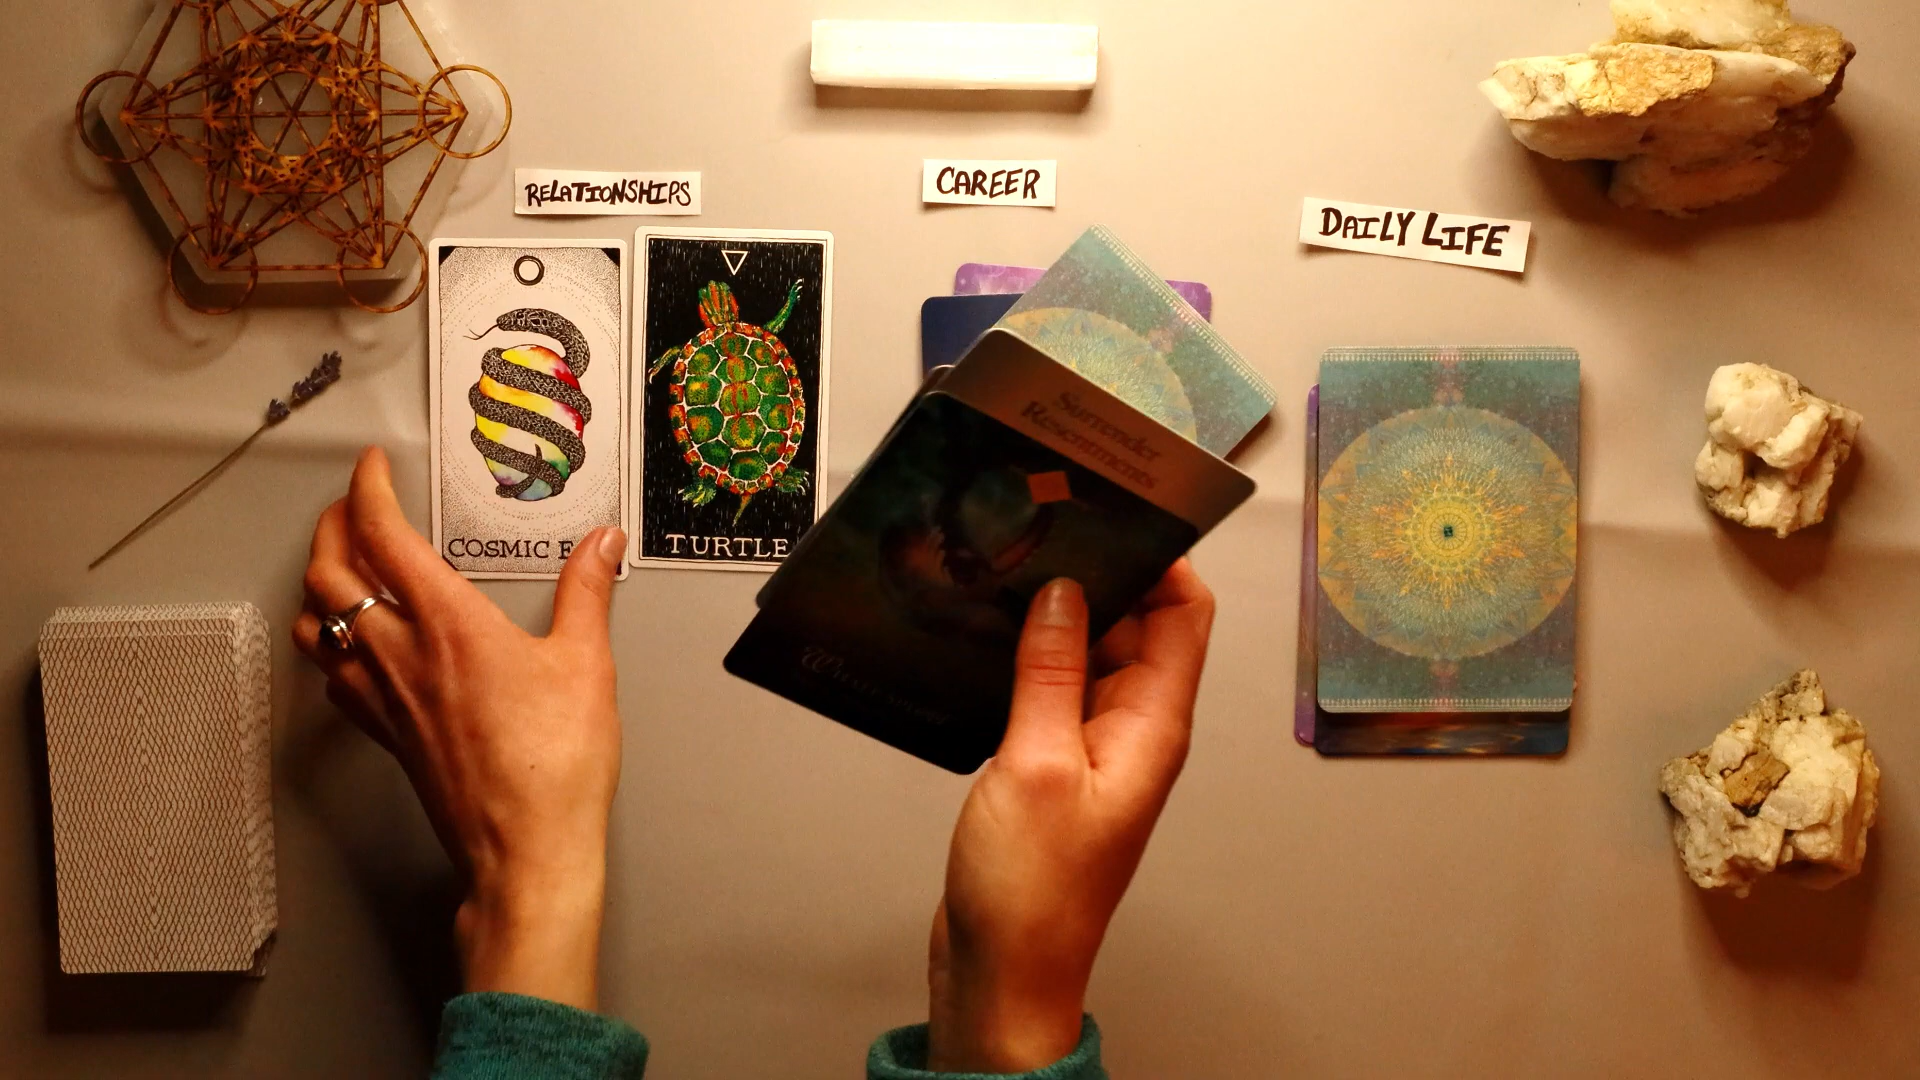 RELATIONSHIPS
CAREER
DAILY LIFE
COSMIC E
TURTLE
Surrender
Resentments